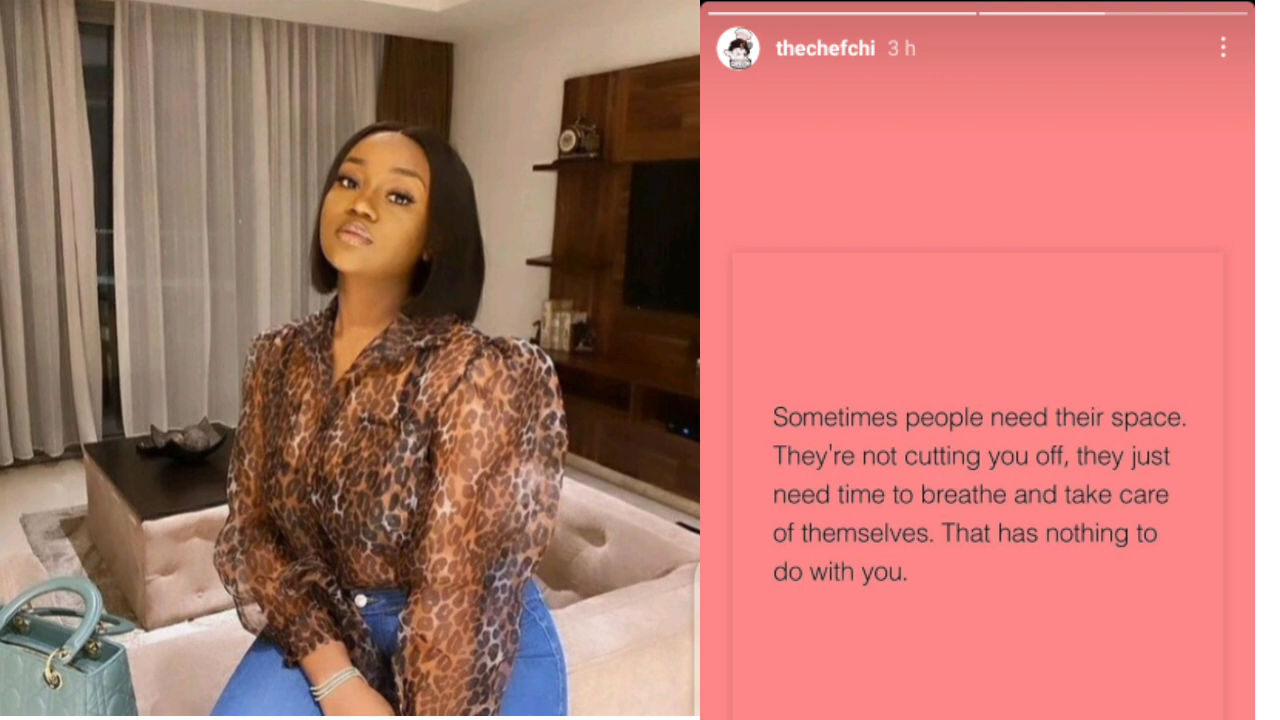 thechefchi 3 h
Sometimes people need their space.
They're not cutting you off, they just
need time to breathe and take care
of themselves. That has nothing to
do with you.